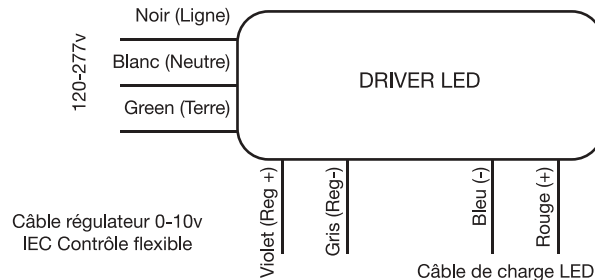 Noir (Ligne)
120-277v
Blanc (Neutre)
DRIVER LED
Green (Terre)
Violet (Reg +)
Gris (Reg-)
Bleu (-)
Rouge (+)
Câble régulateur 0-10v
IEC Contrôle flexible
Câble de charge LED